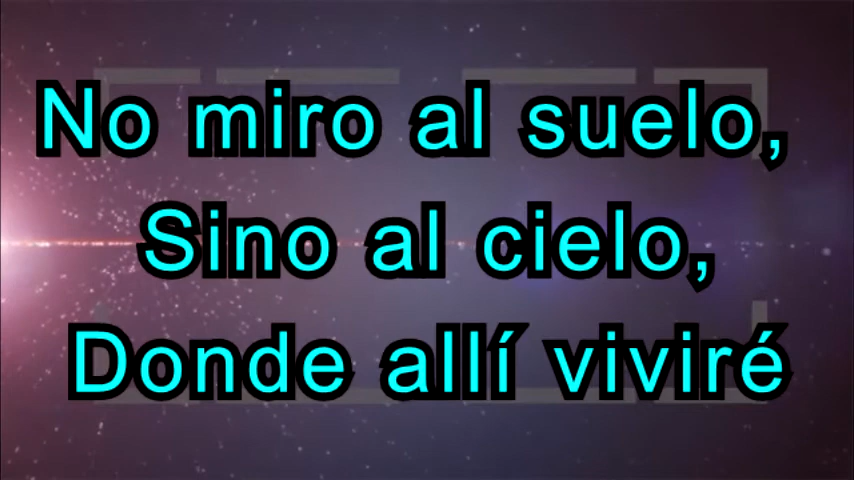 No miro al suelo,
Sino al cielo,
Donde allí viviré